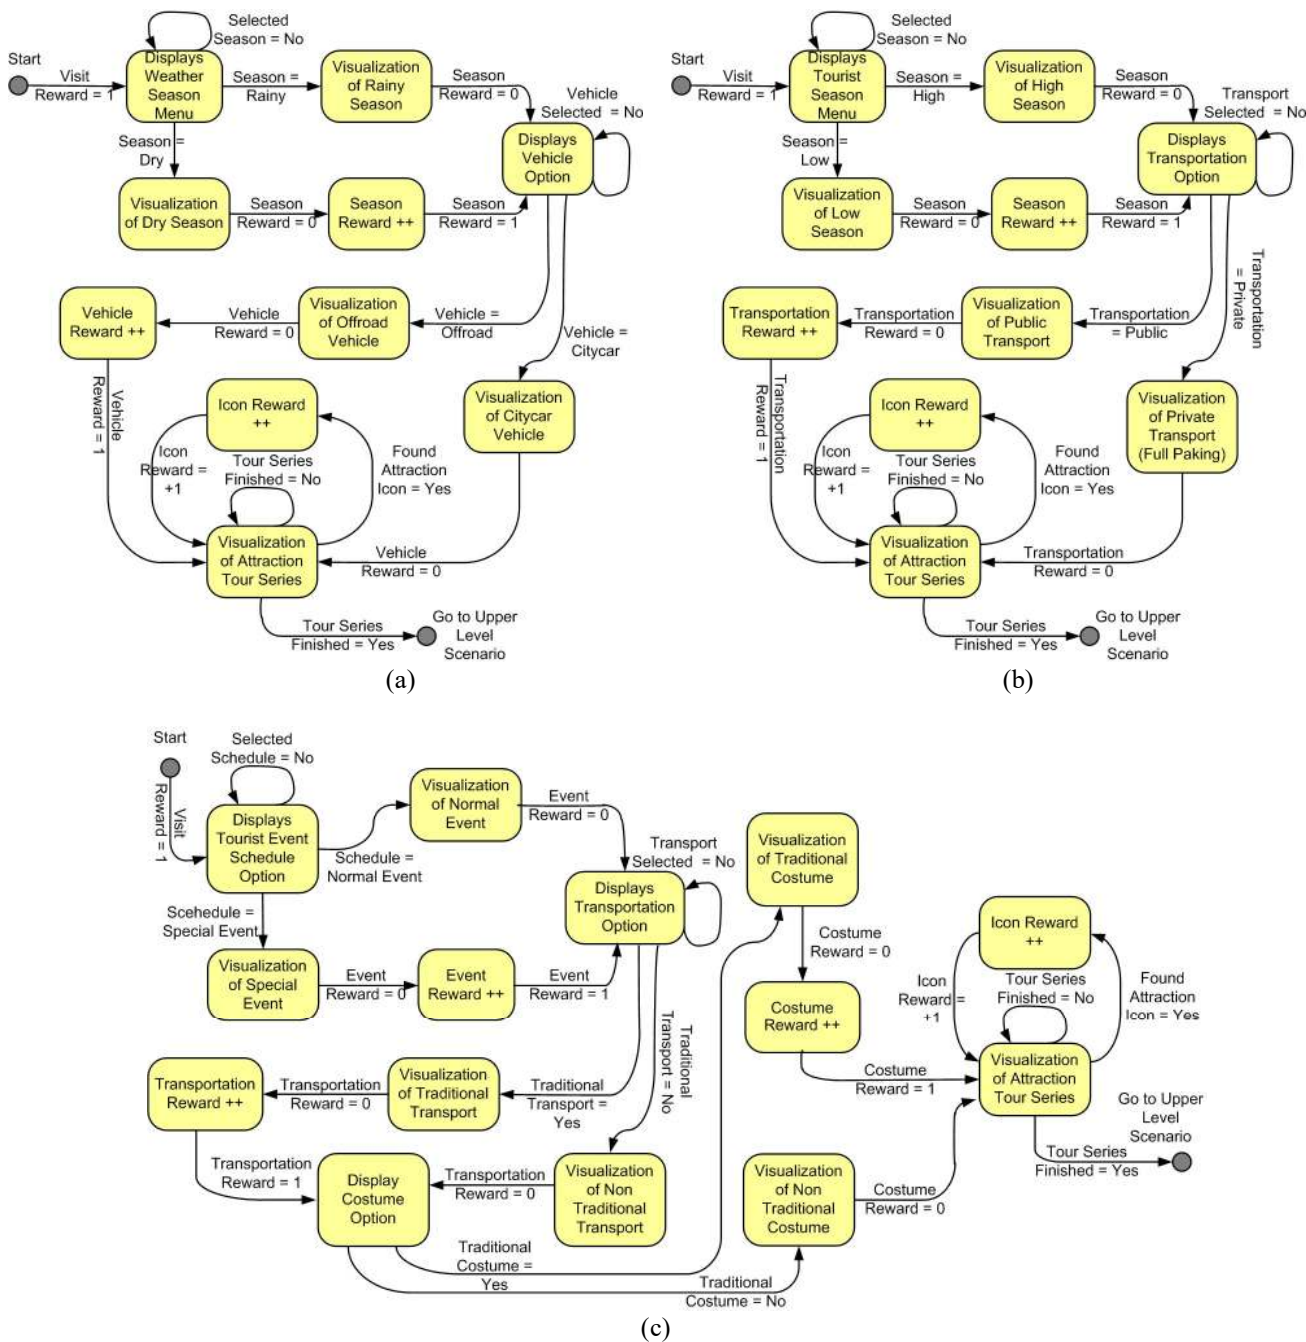 Start
Visit
Reward = 1
Selected
Season = No
Displays
Weather
Season
Menu
Season =
Rainy
Visualization
of Rainy
Season
Season
Reward = 0
Vehicle
Selected = No
Displays
Vehicle
Option
Season =
Dry
Visualization
of Dry Season
Season
Reward = 0
Season
Reward ++
Season
Reward = 1
Vehicle
Reward ++
Vehicle
Reward = 0
Visualization
of Offroad
Vehicle
Vehicle =
Offroad
Vehicle =
Citycar
Vehicle
Reward = 1
Icon Reward
++
Visualization
of Citycar
Vehicle
Icon
Reward =
+1
Tour Series
Finished = No
Found
Attraction
Icon = Yes
Visualization
of Attraction
Tour Series
Vehicle
Reward = 0
Tour Series
Finished = Yes
Go to Upper
Level
Scenario
(a)
Start
Visit
Reward = 1
Selected
Season = No
Displays
Tourist
Season
Menu
Season =
High
Visualization
of High
Season
Season
Reward = 0
Transport
Selected = No
Displays
Transportation
Option
Season =
Low
Visualization
of Low
Season
Season
Reward = 0
Season
Reward ++
Season
Reward = 1
Transportation
Reward ++
Transportation
Reward = 0
Visualization
of Public
Transport
Transportation
= Public
Transportation
= Private
Transportation
Reward = 1
Icon Reward
++
Visualization
of Private
Transport
(Full Paking)
Icon
Reward =
+1
Tour Series
Finished = No
Found
Attraction
Icon = Yes
Visualization
of Attraction
Tour Series
Transportation
Reward = 0
Tour Series
Finished = Yes
Go to Upper
Level
Scenario
(b)
Start
Visit
Reward = 1
Selected
Schedule = No
Displays
Tourist Event
Schedule
Option
Schedule =
Normal Event
Visualization
of Normal
Event
Event
Reward = 0
Transport
Selected = No
Displays
Transportation
Option
Scehedule =
Special Event
Visualization
of Special
Event
Event
Reward = 0
Event
Reward ++
Event
Reward = 1
Transportation
Reward ++
Transportation
Reward = 0
Visualization
of Traditional
Transport
Traditional
Transport =
Yes
Traditional
Transport = No
Transportation
Reward = 1
Display
Costume
Option
Transportation
Reward = 0
Visualization
of Non
Traditional
Transport
Traditional
Costume =
Yes
Traditional
Costume = No
Visualization
of Traditional
Costume
Costume
Reward = 0
Costume
Reward ++
Costume
Reward = 1
Visualization
of Non
Traditional
Costume
Costume
Reward = 0
Icon Reward
++
Icon
Reward =
+1
Tour Series
Finished = No
Found
Attraction
Icon = Yes
Visualization
of Attraction
Tour Series
Tour Series
Finished = Yes
Go to Upper
Level
Scenario
(c)